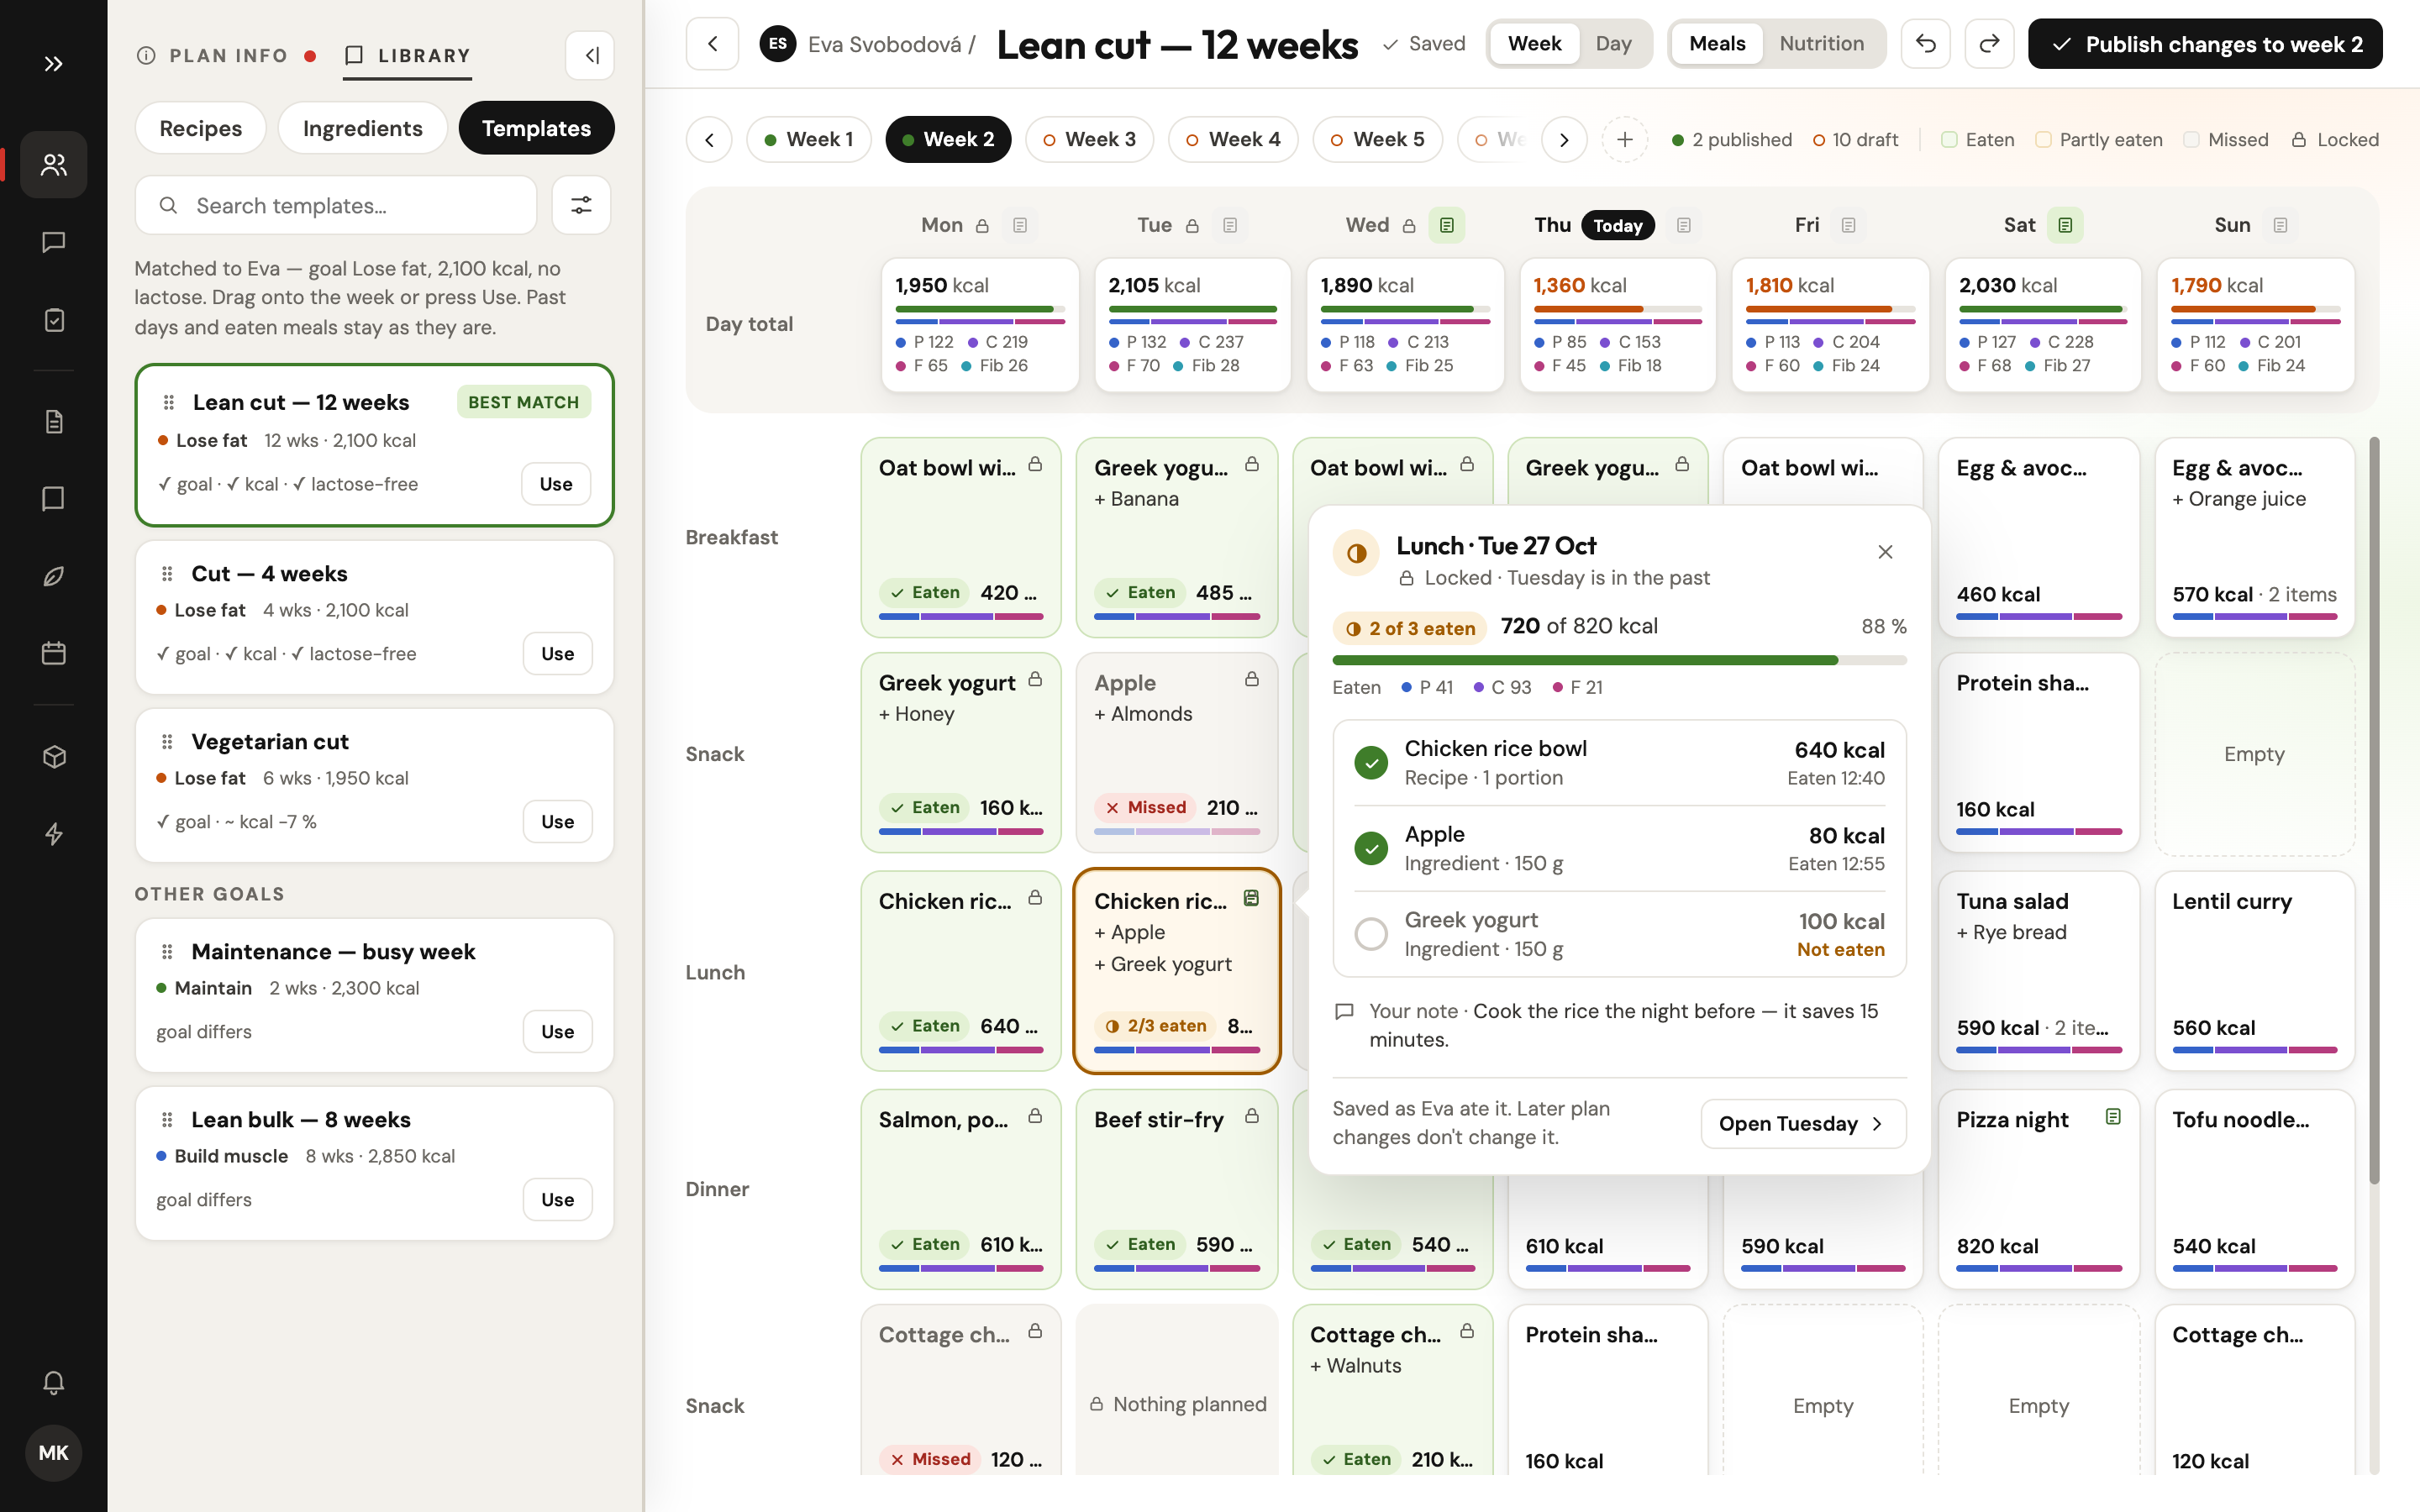 PLAN INFO
LIBRARY
Recipes
Ingredients
Templates
Search templates...
Matched to Eva — goal Lose fat, 2,100 kcal, no
lactose. Drag onto the week or press Use. Past
days and eaten meals stay as they are.
Lean cut — 12 weeks
BEST MATCH
Lose fat 12 wks · 2,100 kcal
✓ goal · ✓ kcal · ✓ lactose-free
Use
Cut — 4 weeks
Lose fat 4 wks · 2,100 kcal
✓ goal · ✓ kcal · ✓ lactose-free
Use
Vegetarian cut
Lose fat 6 wks · 1,950 kcal
✓ goal · ~ kcal -7 %
Use
OTHER GOALS
Maintenance — busy week
Maintain 2 wks · 2,300 kcal
goal differs
Use
Lean bulk — 8 weeks
Build muscle 8 wks · 2,850 kcal
goal differs
Use
MK
ES
Eva Svobodová /
Lean cut — 12 weeks
Saved
Week
Day
Meals
Nutrition
Publish changes to week 2
Week 1
Week 2
Week 3
Week 4
Week 5
We
2 published
10 draft
Eaten
Partly eaten
Missed
Locked
Mon
Tue
Wed
Thu
Today
Fri
Sat
Sun
Day total
1,950 kcal
P 122 C 219
F 65 Fib 26
2,105 kcal
P 132 C 237
F 70 Fib 28
1,890 kcal
P 118 C 213
F 63 Fib 25
1,360 kcal
P 85 C 153
F 45 Fib 18
1,810 kcal
P 113 C 204
F 60 Fib 24
2,030 kcal
P 127 C 228
F 68 Fib 27
1,790 kcal
P 112 C 201
F 60 Fib 24
Breakfast
Oat bowl wi...
Eaten 420 ...
Greek yogu...
+ Banana
Eaten 485 ...
Oat bowl wi...
Greek yogu...
Oat bowl wi...
Egg & avoc...
460 kcal
Egg & avoc...
+ Orange juice
570 kcal · 2 items
Snack
Greek yogurt
+ Honey
Eaten 160 k...
Apple
+ Almonds
Missed 210 ...
Protein sha...
160 kcal
Empty
Lunch
Chicken ric...
Eaten 640 ...
Chicken ric...
+ Apple
+ Greek yogurt
2/3 eaten 8...
Tuna salad
+ Rye bread
590 kcal · 2 ite...
Lentil curry
560 kcal
Dinner
Salmon, po...
Eaten 610 k...
Beef stir-fry
Eaten 590 ...
Eaten 540 ...
610 kcal
590 kcal
Pizza night
820 kcal
Tofu noodle...
540 kcal
Snack
Cottage ch...
Missed 120 ...
Nothing planned
Cottage ch...
+ Walnuts
Eaten 210 k...
Protein sha...
160 kcal
Empty
Empty
Cottage ch...
120 kcal
Lunch · Tue 27 Oct
Locked · Tuesday is in the past
2 of 3 eaten
720 of 820 kcal
88 %
Eaten P 41 C 93 F 21
Chicken rice bowl
640 kcal
Recipe · 1 portion
Eaten 12:40
Apple
80 kcal
Ingredient · 150 g
Eaten 12:55
Greek yogurt
100 kcal
Ingredient · 150 g
Not eaten
Your note · Cook the rice the night before — it saves 15
minutes.
Saved as Eva ate it. Later plan
changes don't change it.
Open Tuesday